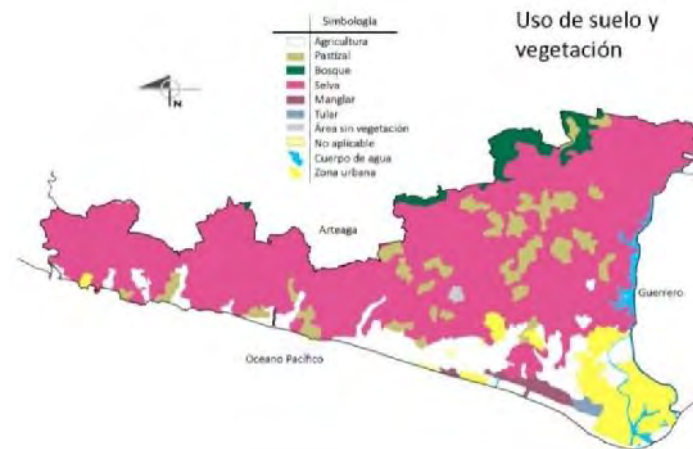 Simbología
Agricultura
Pastizal
Bosque
Selva
Manglar
Tular
Área sin vegetación
No aplicable
Cuerpo de agua
Zona urbana
Uso de suelo y
vegetación
N
Arteaga
Guerrero
Oceano Pacífico